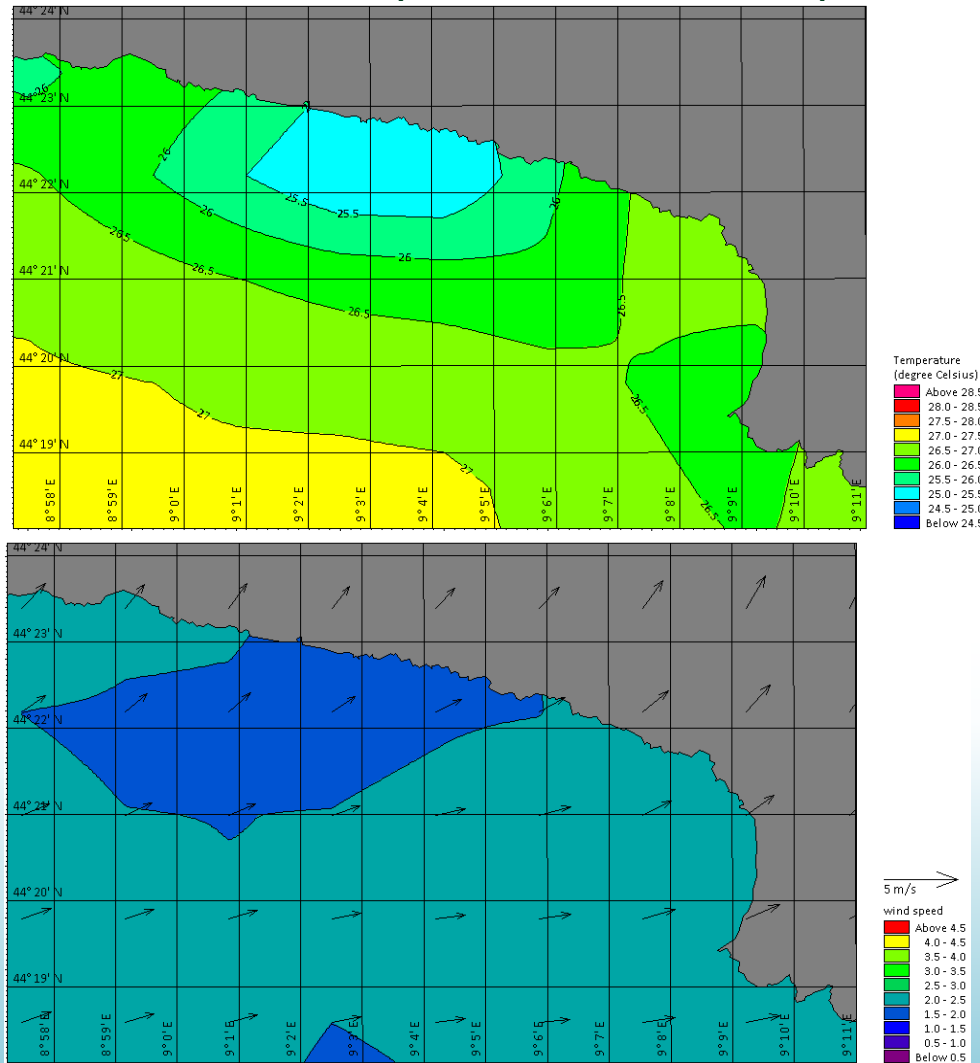 44° 24' N
26
44° 23' N
26
26
44° 22' N
25.5
25.5
26
26.5
26
44° 21' N
26.5
26.5
26.5
44° 20' N
27
27
26.5
44° 19' N
27
26.5
8° 58' E
8° 59' E
9° 0' E
9° 1' E
9° 2' E
9° 3' E
9° 4' E
9° 5' E
9° 6' E
9° 7' E
9° 8' E
9° 9' E
9° 10' E
9° 11' E
Temperature
(degree Celsius)
Above 28.5
28.0 - 28.5
27.5 - 28.0
27.0 - 27.5
26.5 - 27.0
26.0 - 26.5
25.5 - 26.0
25.0 - 25.5
24.5 - 25.0
Below 24.5
44° 24' N
44° 23' N
44° 22' N
44° 21' N
44° 20' N
44° 19' N
8° 58' E
8° 59' E
9° 0' E
9° 1' E
9° 2' E
9° 3' E
9° 4' E
9° 5' E
9° 6' E
9° 7' E
9° 8' E
9° 9' E
9° 10' E
9° 11' E
5 m/s
wind speed
Above 4.5
4.0 - 4.5
3.5 - 4.0
3.0 - 3.5
2.5 - 3.0
2.0 - 2.5
1.5 - 2.0
1.0 - 1.5
0.5 - 1.0
Below 0.5